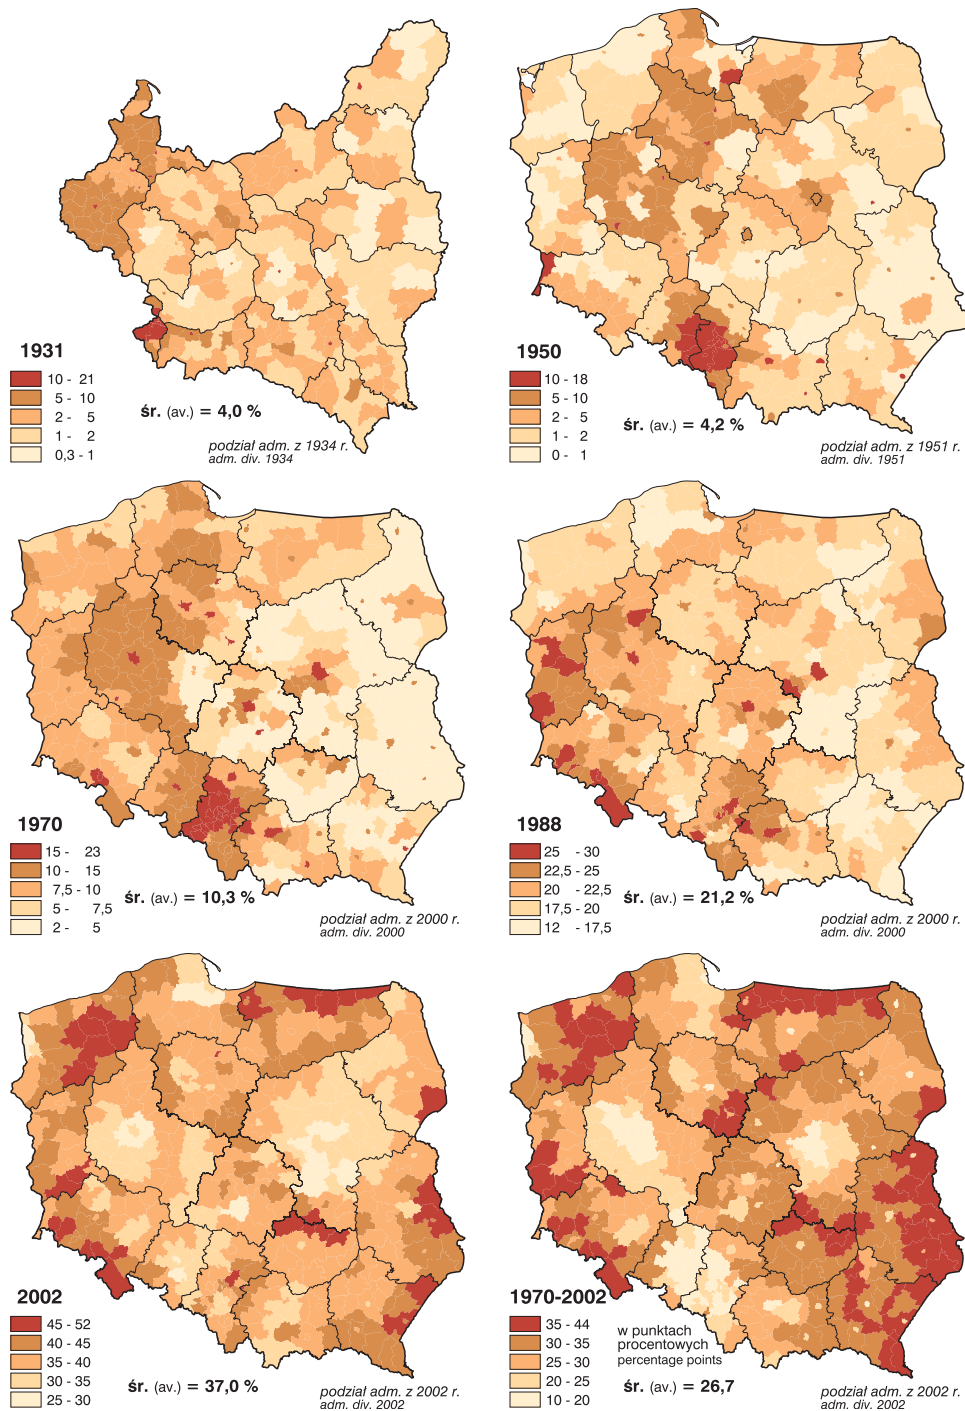 1931
10 - 21
5 - 10
2 - 5
1 - 2
0,3 - 1
śr. (av.) = 4,0 %
podział adm. z 1934 r.
adm. div. 1934
1950
10 - 18
5 - 10
2 - 5
1 - 2
0 - 1
śr. (av.) = 4,2 %
podział adm. z 1951 r.
adm. div. 1951
1970
15 - 23
10 - 15
7,5 - 10
5 - 7,5
2 - 5
śr. (av.) = 10,3 %
podział adm. z 2000 r.
adm. div. 2000
1988
25 - 30
22,5 - 25
20 - 22,5
17,5 - 20
12 - 17,5
śr. (av.) = 21,2 %
podział adm. z 2000 r.
adm. div. 2000
2002
45 - 52
40 - 45
35 - 40
30 - 35
25 - 30
śr. (av.) = 37,0 %
podział adm. z 2002 r.
adm. div. 2002
1970-2002
35 - 44
30 - 35
25 - 30
20 - 25
10 - 20
w punktach
procentowych
percentage points
śr. (av.) = 26,7
podział adm. z 2002 r.
adm. div. 2002